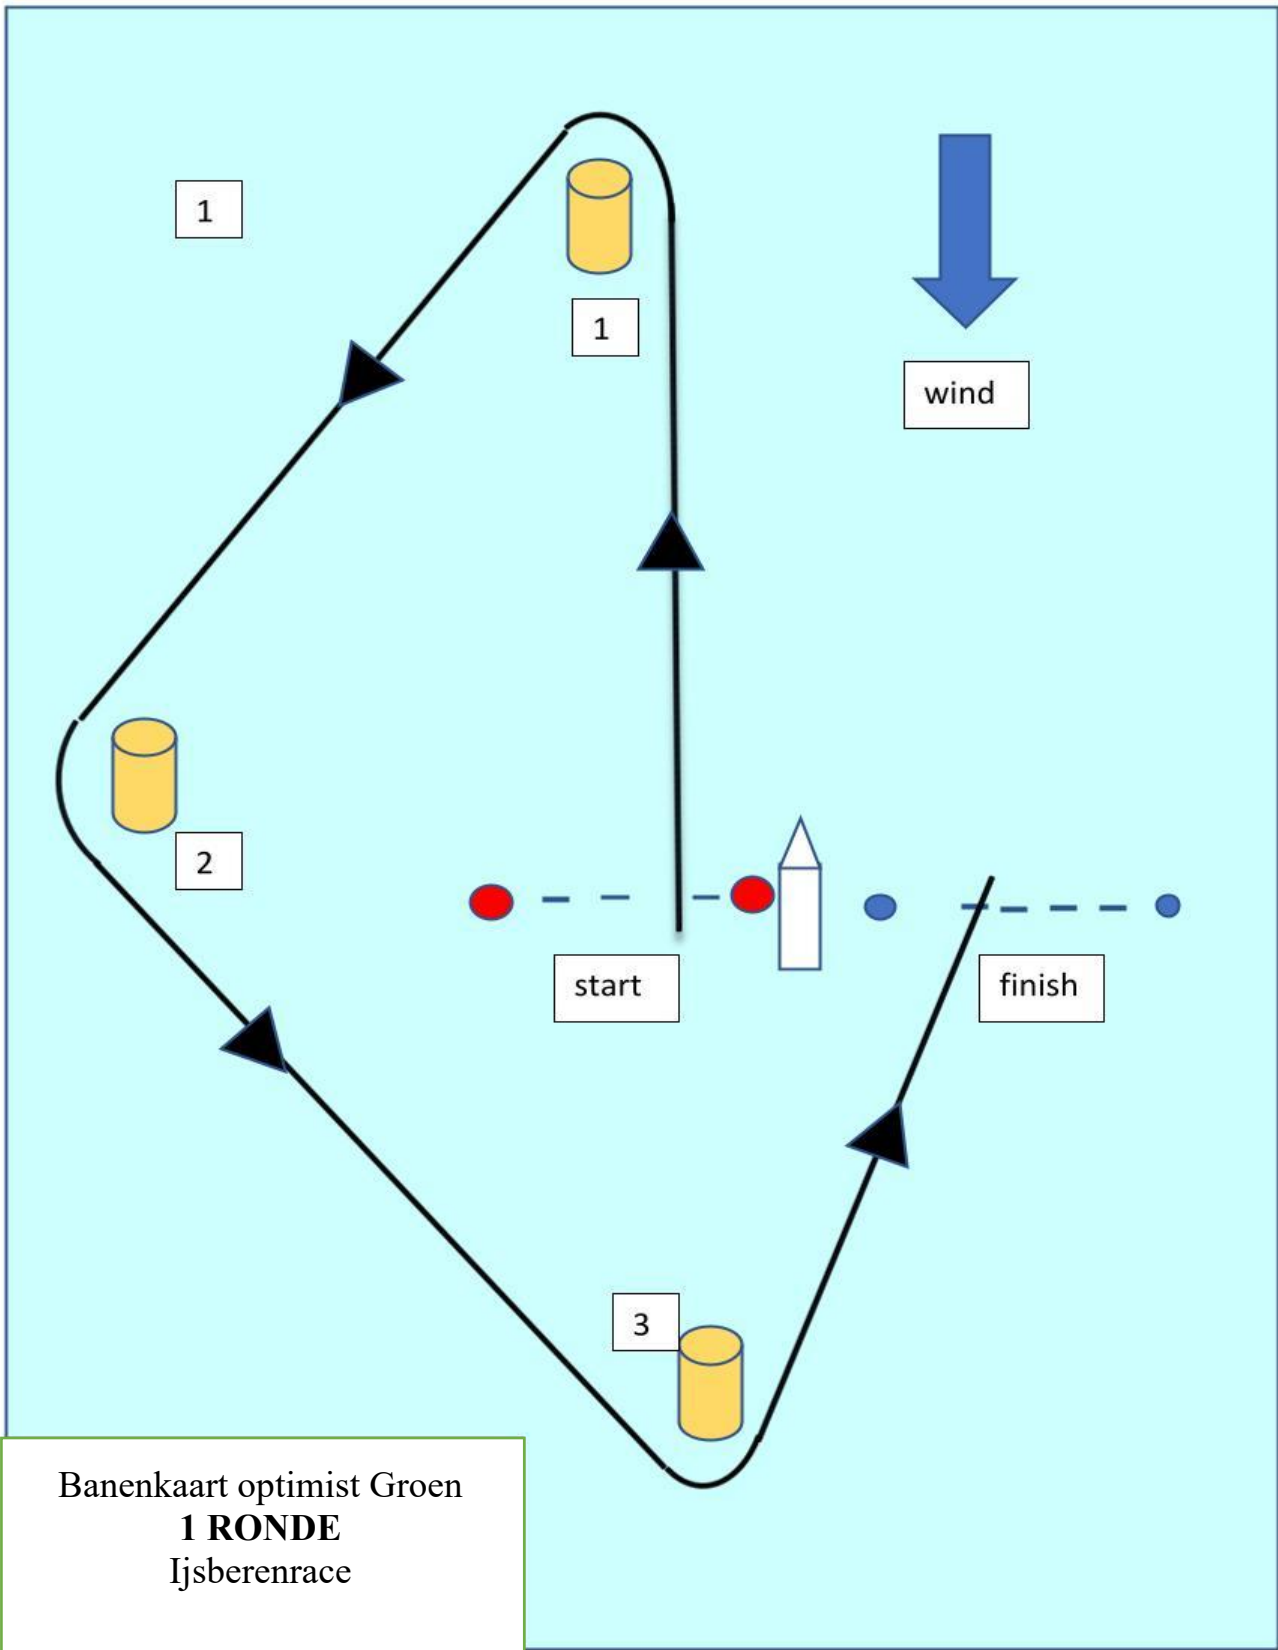 1
1
wind
2
start
finish
3
Banenkaart optimist Groen
1 RONDE
Ijsberenrace